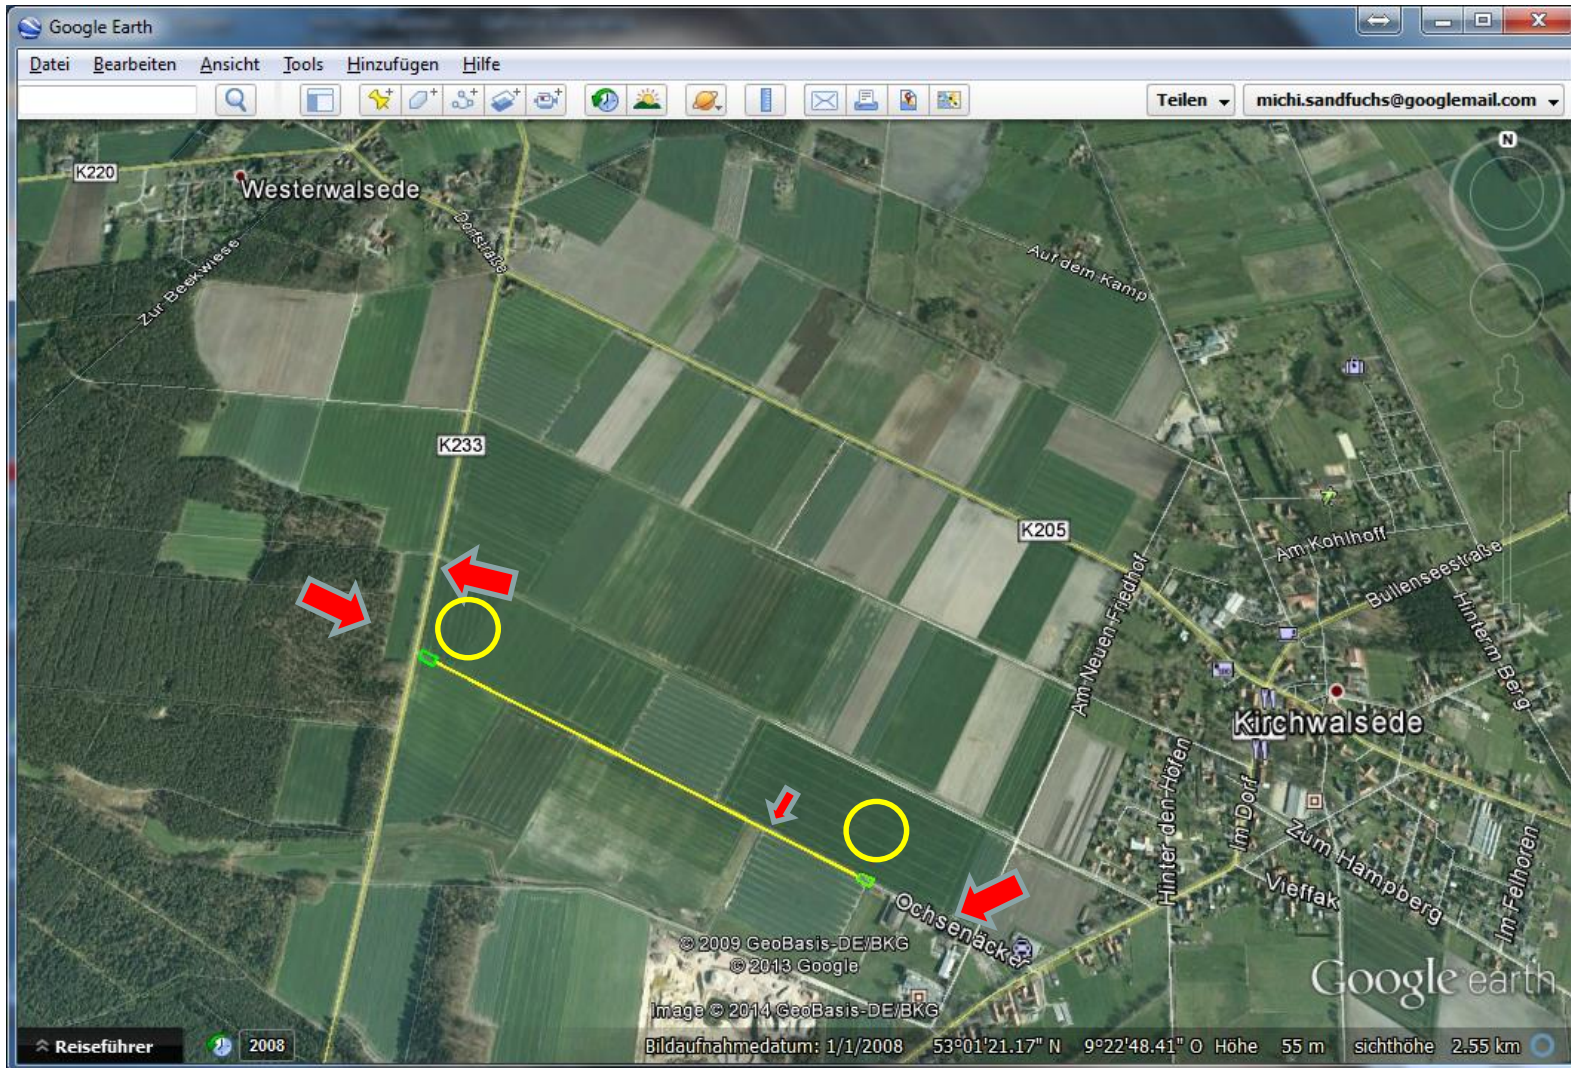 Google Earth
Datei Bearbeiten Ansicht Tools Hinzufügen Hilfe
Teilen michi.sandfuchs@googlemail.com
N
K220
Westerwalsede
Dorfstraße
Zur Beekwiese
Auf dem Kamp
K233
K205
Am Kohlhoff
Bullenseestraße
Hinterm Berg
Am Neuen Friedhof
Kirchwalsede
Hinter den Höfen
Im Dorf
Zum Hampberg
Vieffak
Im Felhoren
Ochsenäcker
© 2009 GeoBasis-DE/BKG
© 2013 Google
Image © 2014 GeoBasis-DE/BKG
Google earth
Reiseführer 2008 Bildaufnahmedatum: 1/1/2008 53°01'21.17" N 9°22'48.41" O Höhe 55 m sichthöhe 2.55 km